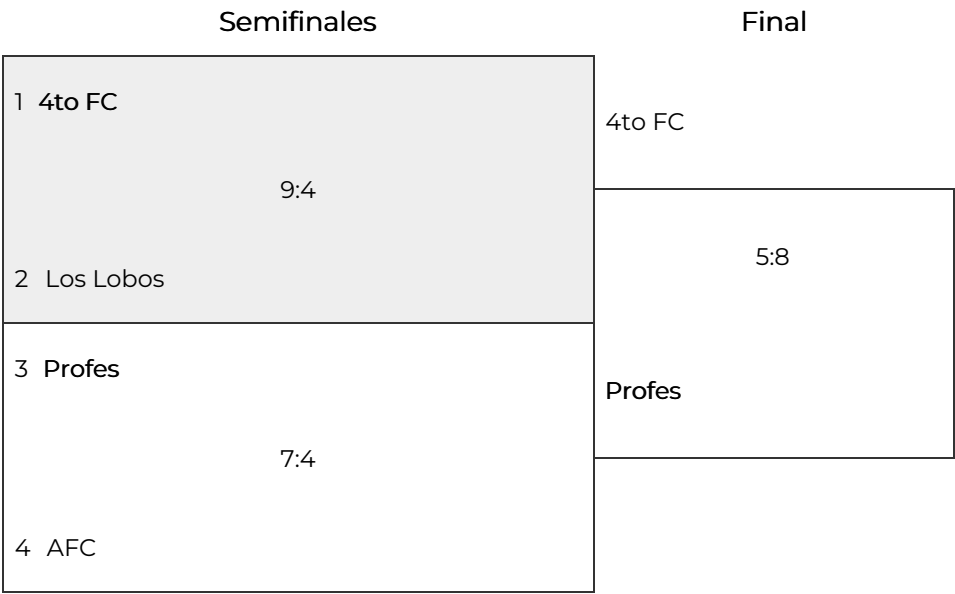 Semifinales
Final
1 4to FC
4to FC
9:4
5:8
2 Los Lobos
3 Profes
Profes
7:4
4 AFC